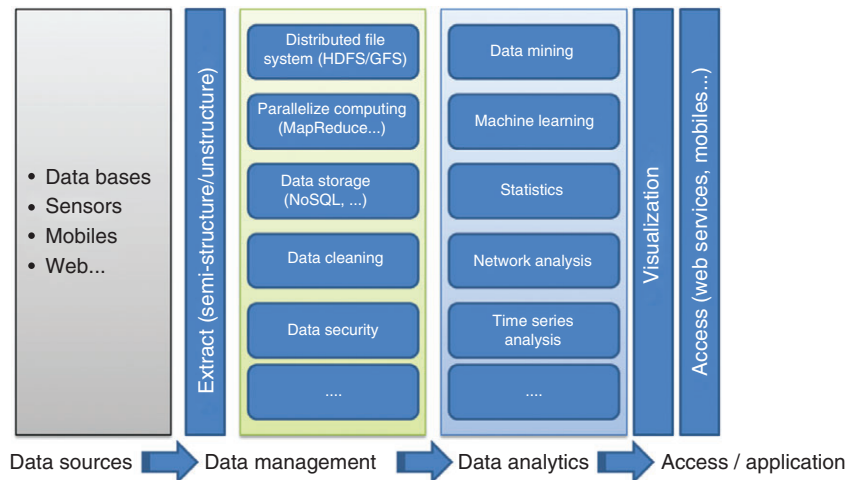 • Data bases
• Sensors
• Mobiles
• Web...
Extract (semi-structure/unstructure)
Distributed file
system (HDFS/GFS)
Parallelize computing
(MapReduce...)
Data storage
(NoSQL, ...)
Data cleaning
Data security
....
Data mining
Machine learning
Statistics
Network analysis
Time series
analysis
....
Visualization
Access (web services, mobiles...)
Data sources
Data management
Data analytics
Access / application